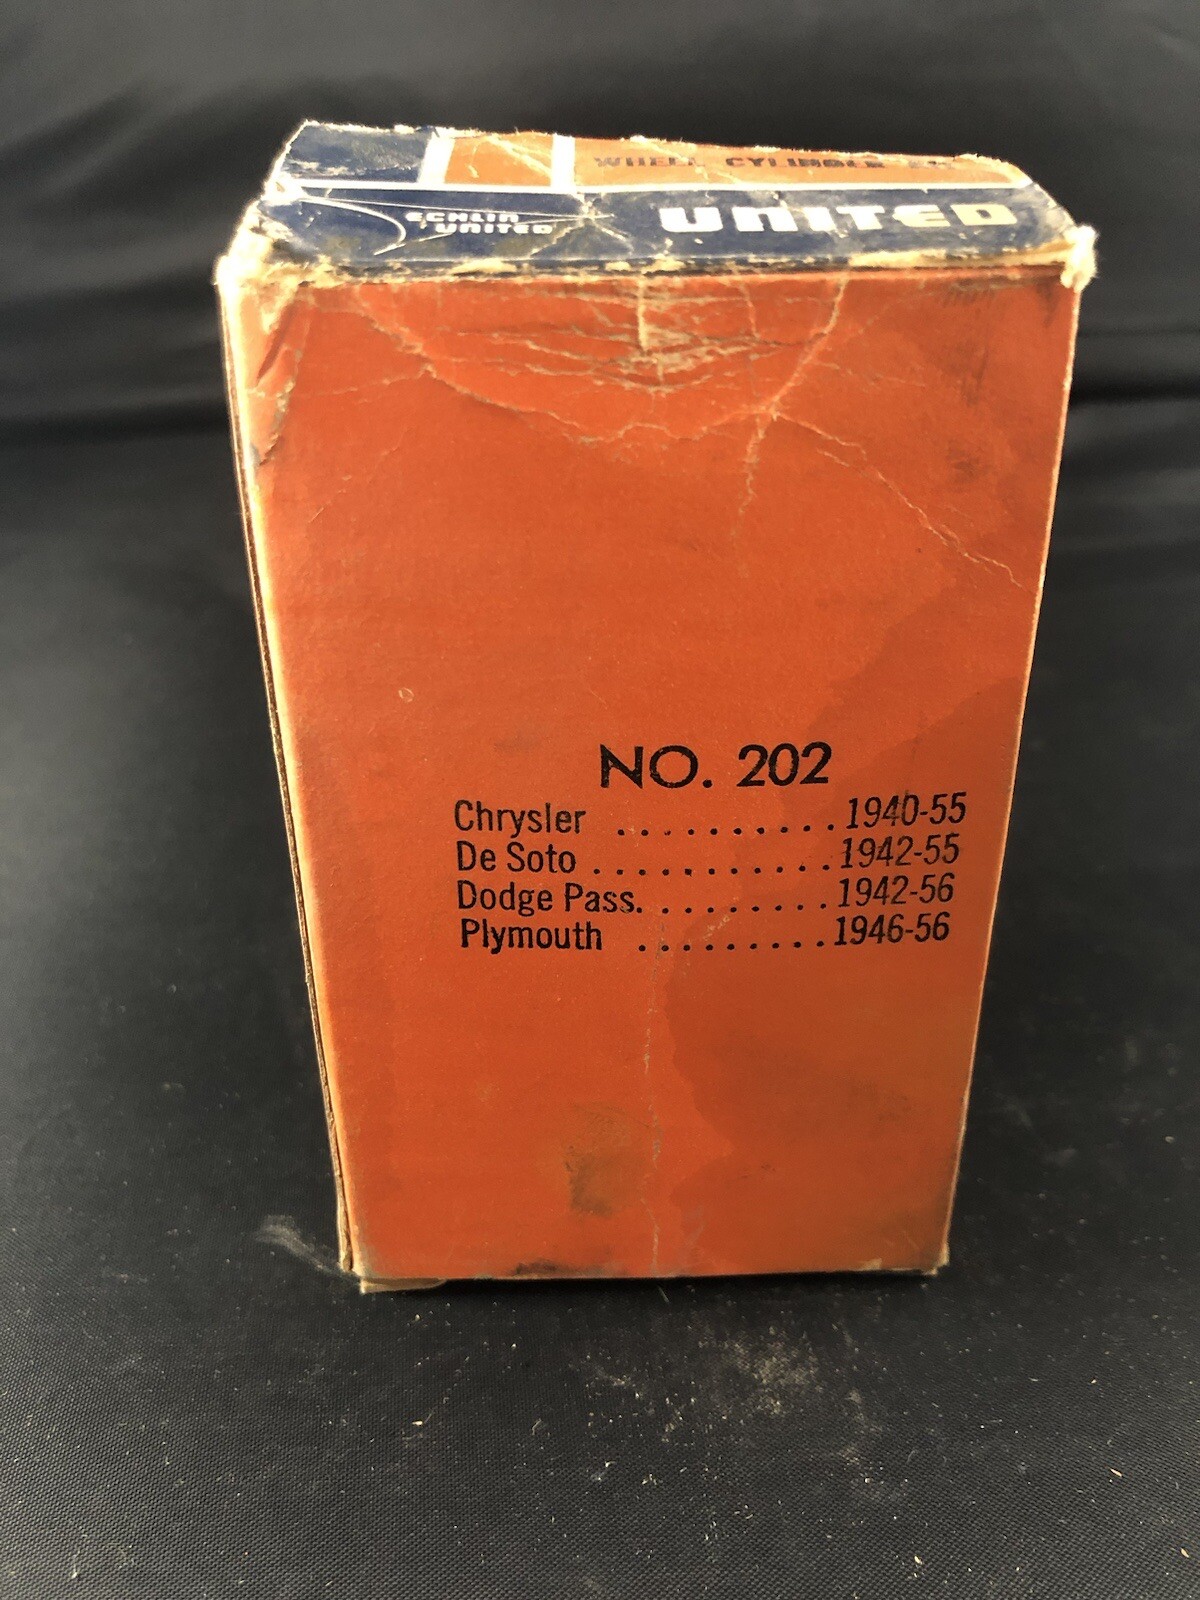 WHEEL CYLINDER
ECHLIN
UNITED
UNITED
NO. 202
Chrysler .......... 1940-55
De Soto ........... 1942-55
Dodge Pass. ........ 1942-56
Plymouth ......... 1946-56